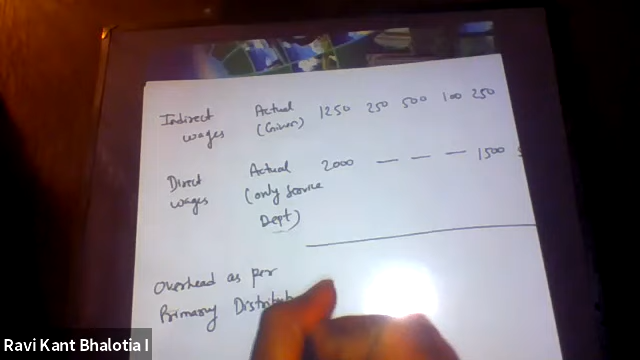 Indirect Actual 1250 250 500 100 250
wages (Given)
Direct Actual 2000 — — — 1500
wages (only service
Dept)
Overhead as per
Primary
Ravi Kant Bhalotia I